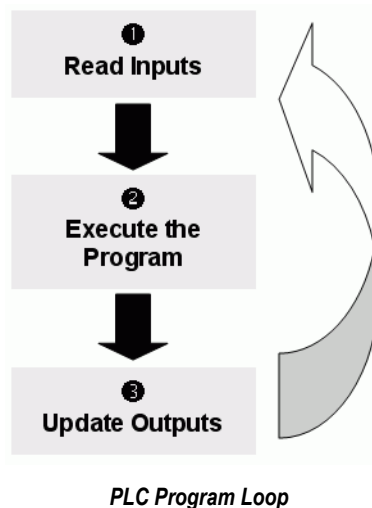 ❶
Read Inputs
❷
Execute the
Program
❸
Update Outputs
PLC Program Loop